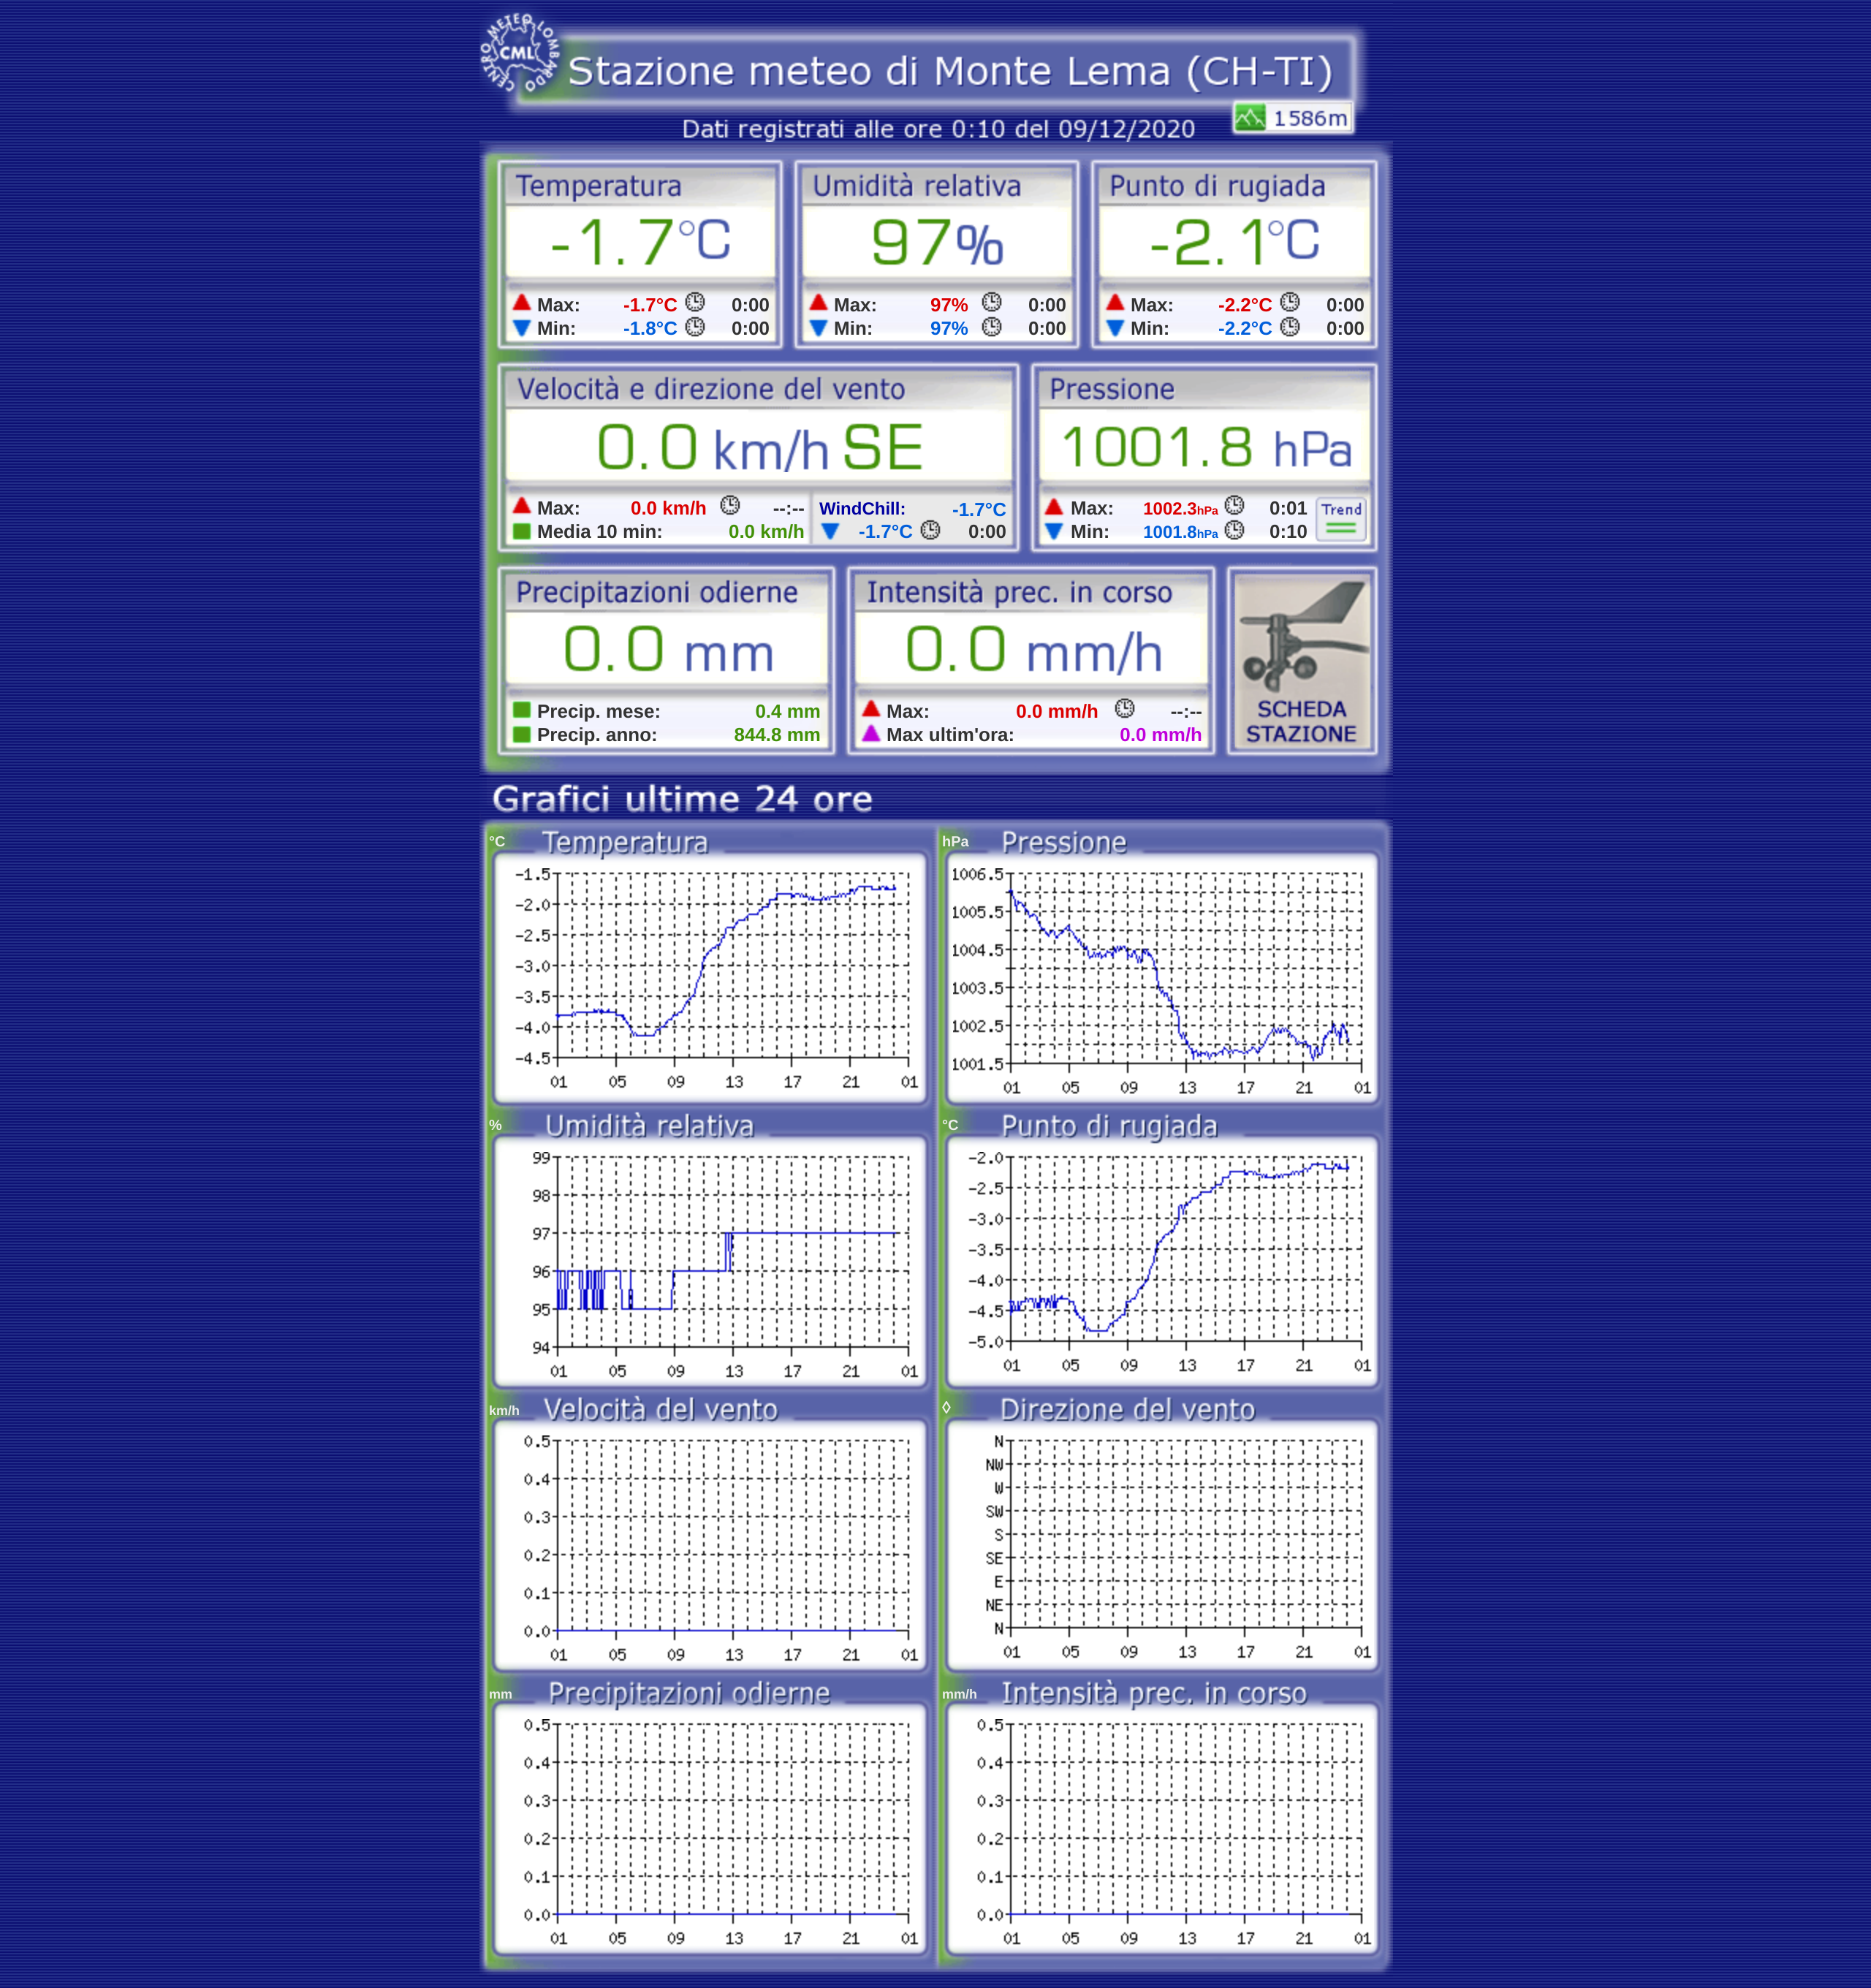 CENTRO METEO LOMBARDO
CML
Stazione meteo di Monte Lema (CH-TI)
1586m
Dati registrati alle ore 0:10 del 09/12/2020
Temperatura Umidità relativa Punto di rugiada
-1.7°C 97% -2.1°C
Max: -1.7°C 0:00 Max: 97% 0:00 Max: -2.2°C 0:00
Min: -1.8°C 0:00 Min: 97% 0:00 Min: -2.2°C 0:00
Velocità e direzione del vento Pressione
0.0 km/h SE 1001.8 hPa
Max: 0.0 km/h --:-- WindChill: -1.7°C Max: 1002.3hPa 0:01 Trend
Media 10 min: 0.0 km/h -1.7°C 0:00 Min: 1001.8hPa 0:10
Precipitazioni odierne Intensità prec. in corso
0.0 mm 0.0 mm/h
Precip. mese: 0.4 mm Max: 0.0 mm/h --:-- SCHEDA
Precip. anno: 844.8 mm Max ultim'ora: 0.0 mm/h STAZIONE
Grafici ultime 24 ore
°C Temperatura
-1.5
-2.0
-2.5
-3.0
-3.5
-4.0
-4.5
01 05 09 13 17 21 01
hPa Pressione
1006.5
1005.5
1004.5
1003.5
1002.5
1001.5
01 05 09 13 17 21 01
% Umidità relativa
99
98
97
96
95
94
01 05 09 13 17 21 01
°C Punto di rugiada
-2.0
-2.5
-3.0
-3.5
-4.0
-4.5
-5.0
01 05 09 13 17 21 01
km/h Velocità del vento
0.5
0.4
0.3
0.2
0.1
0.0
01 05 09 13 17 21 01
◊ Direzione del vento
N
NW
W
SW
S
SE
E
NE
N
01 05 09 13 17 21 01
mm Precipitazioni odierne
0.5
0.4
0.3
0.2
0.1
0.0
01 05 09 13 17 21 01
mm/h Intensità prec. in corso
0.5
0.4
0.3
0.2
0.1
0.0
01 05 09 13 17 21 01